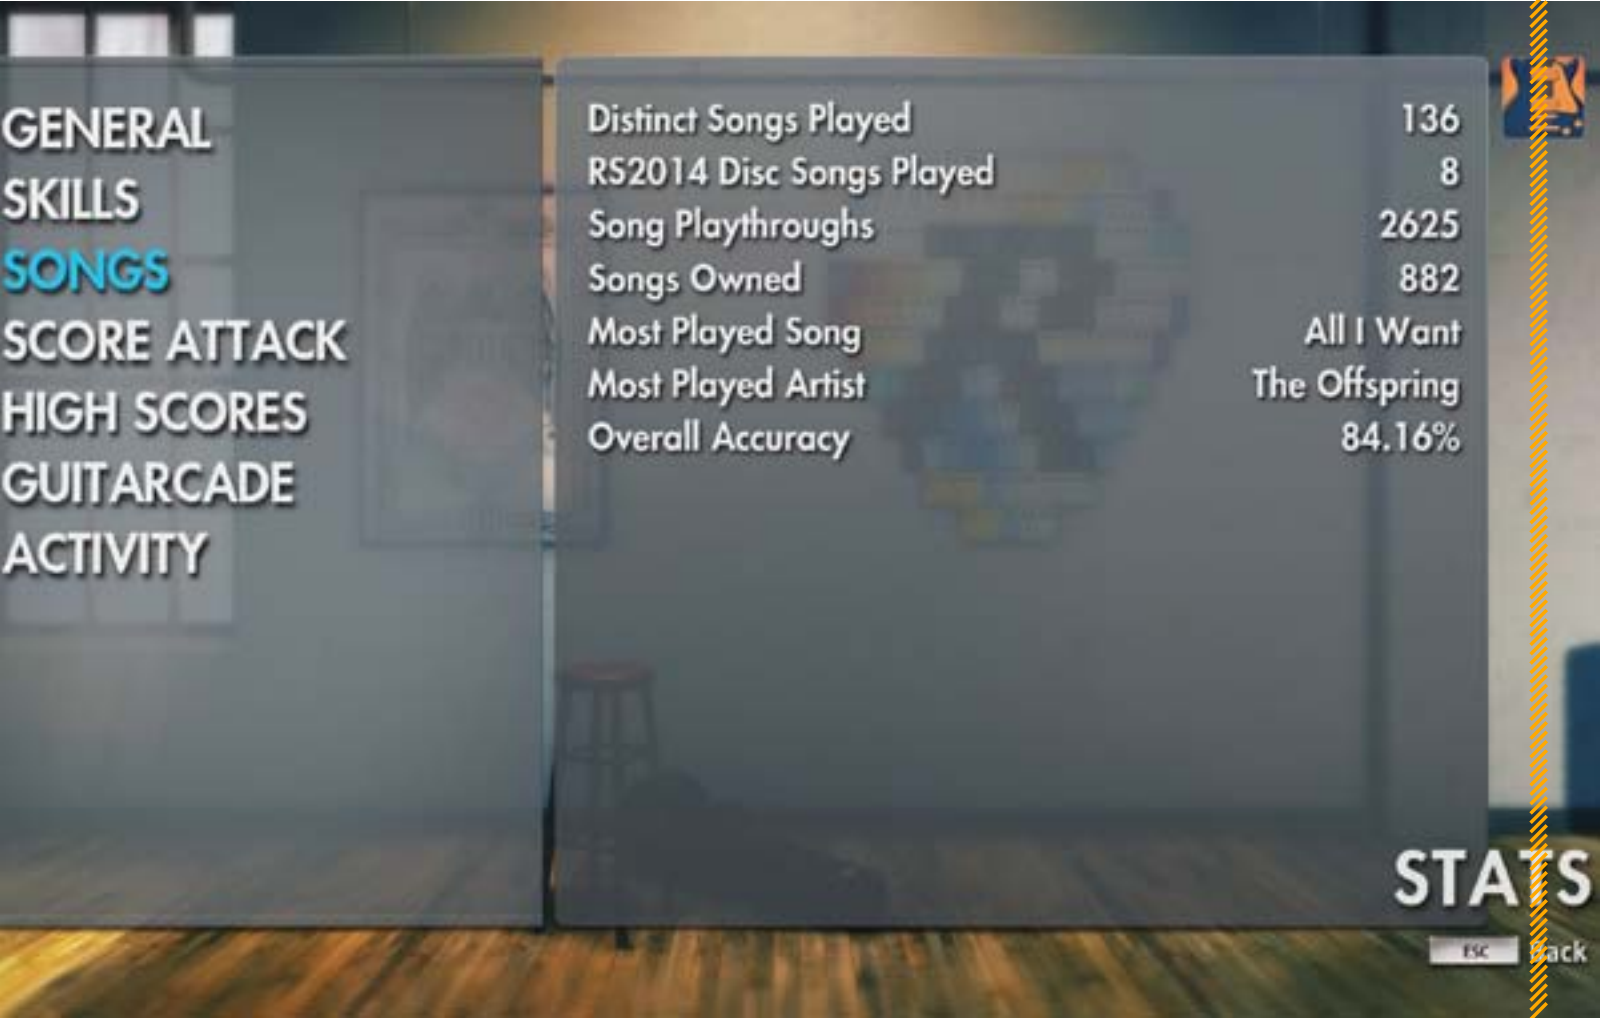 GENERAL
SKILLS
SONGS
SCORE ATTACK
HIGH SCORES
GUITARCADE
ACTIVITY
Distinct Songs Played 136
RS2014 Disc Songs Played 8
Song Playthroughs 2625
Songs Owned 882
Most Played Song All I Want
Most Played Artist The Offspring
Overall Accuracy 84.16%
STATS
ESC Back